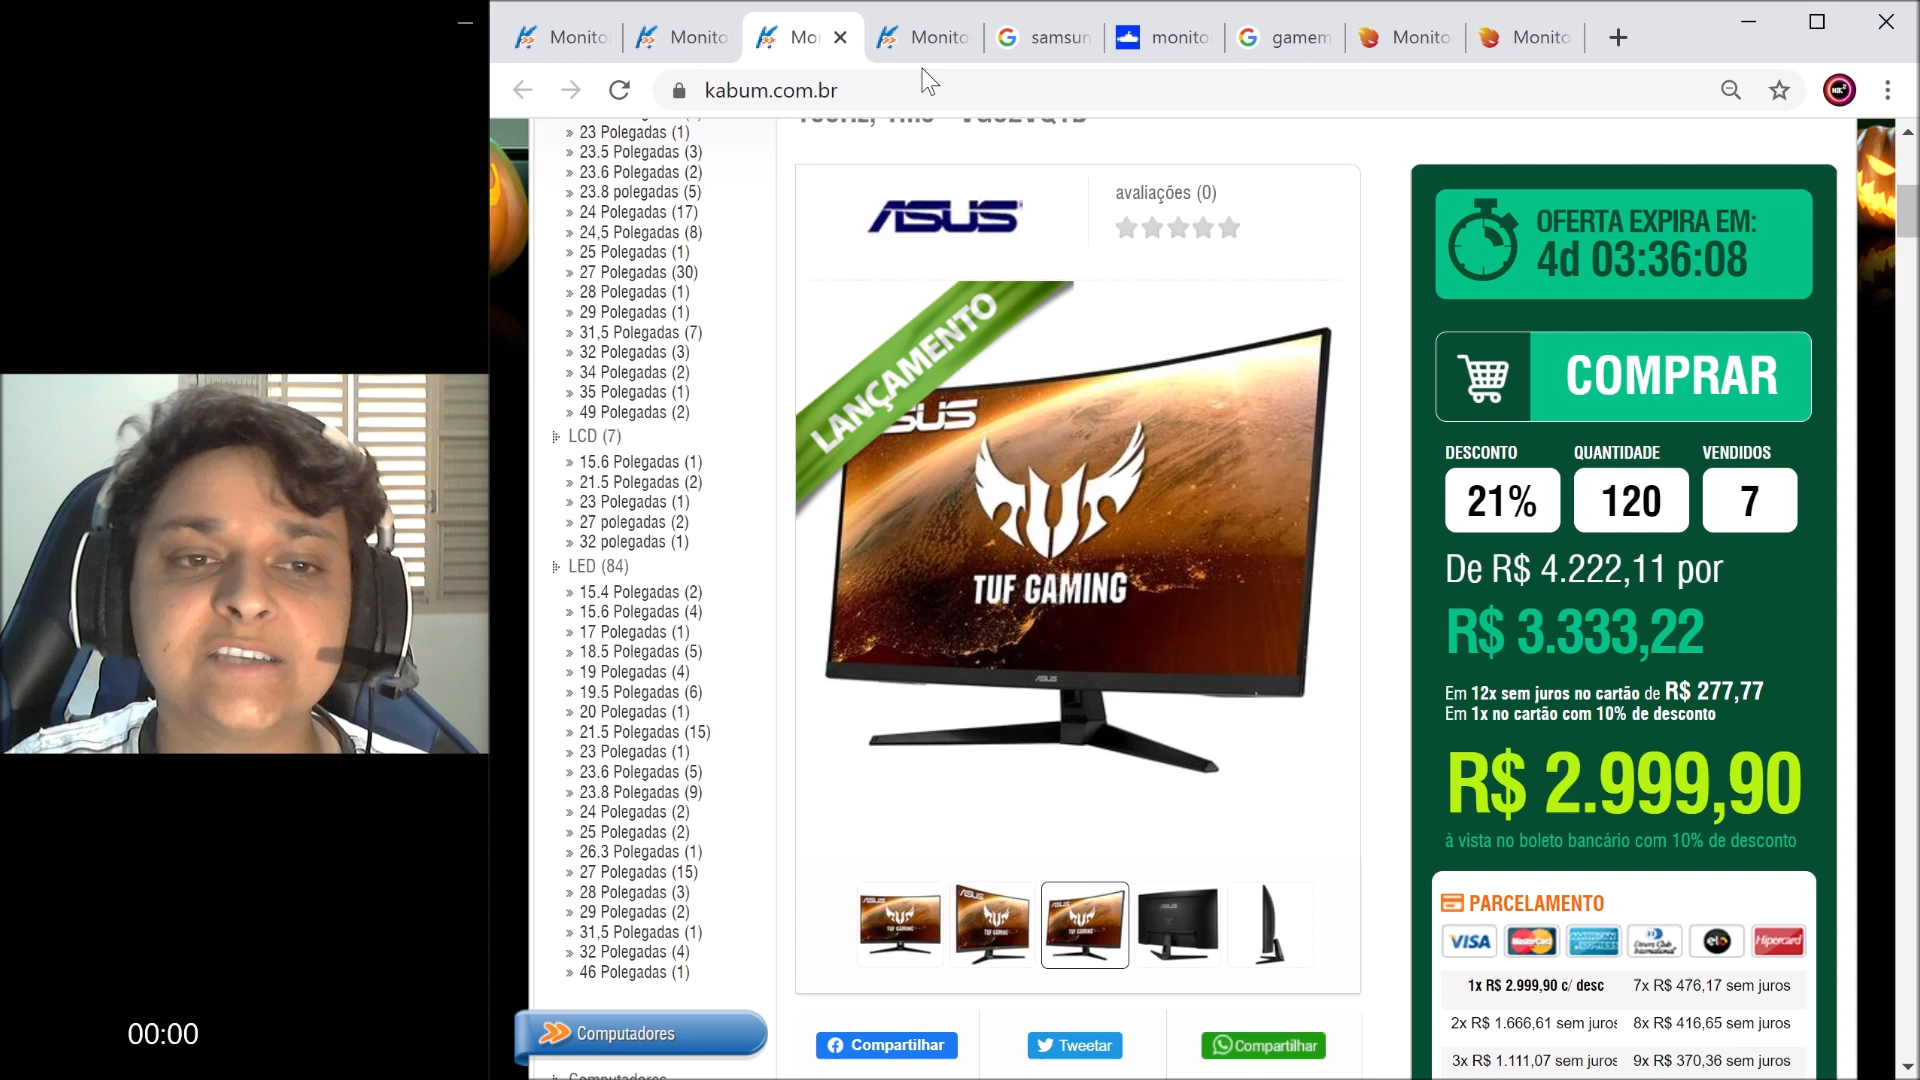 Monito
Monito
Mo
Monito
samsun
monito
gamem
Monito
Monito
kabum.com.br
23 Polegadas (1)
23.5 Polegadas (3)
23.6 Polegadas (2)
23.8 polegadas (5)
24 Polegadas (17)
24,5 Polegadas (8)
25 Polegadas (1)
27 Polegadas (30)
28 Polegadas (1)
29 Polegadas (1)
31,5 Polegadas (7)
32 Polegadas (3)
34 Polegadas (2)
35 Polegadas (1)
49 Polegadas (2)
LCD (7)
15.6 Polegadas (1)
21.5 Polegadas (2)
23 Polegadas (1)
27 polegadas (2)
32 polegadas (1)
LED (84)
15.4 Polegadas (2)
15.6 Polegadas (4)
17 Polegadas (1)
18.5 Polegadas (5)
19 Polegadas (4)
19.5 Polegadas (6)
20 Polegadas (1)
21.5 Polegadas (15)
23 Polegadas (1)
23.6 Polegadas (5)
23.8 Polegadas (9)
24 Polegadas (2)
25 Polegadas (2)
26.3 Polegadas (1)
27 Polegadas (15)
28 Polegadas (3)
29 Polegadas (2)
31,5 Polegadas (1)
32 Polegadas (4)
46 Polegadas (1)
Computadores
Computadores
00:00
ASUS
avaliações (0)
LANÇAMENTO
SUS
TUF GAMING
ASUS
Compartilhar
Tweetar
Compartilhar
OFERTA EXPIRA EM:
4d 03:36:08
COMPRAR
DESCONTO QUANTIDADE VENDIDOS
21% 120 7
De R$ 4.222,11 por
R$ 3.333,22
Em 12x sem juros no cartão de R$ 277,77
Em 1x no cartão com 10% de desconto
R$ 2.999,90
à vista no boleto bancário com 10% de desconto
PARCELAMENTO
VISA MasterCard AMERICAN EXPRESS Diners Club International elo Hipercard
1x R$ 2.999,90 c/ desc 7x R$ 476,17 sem juros
2x R$ 1.666,61 sem juros 8x R$ 416,65 sem juros
3x R$ 1.111,07 sem juros 9x R$ 370,36 sem juros